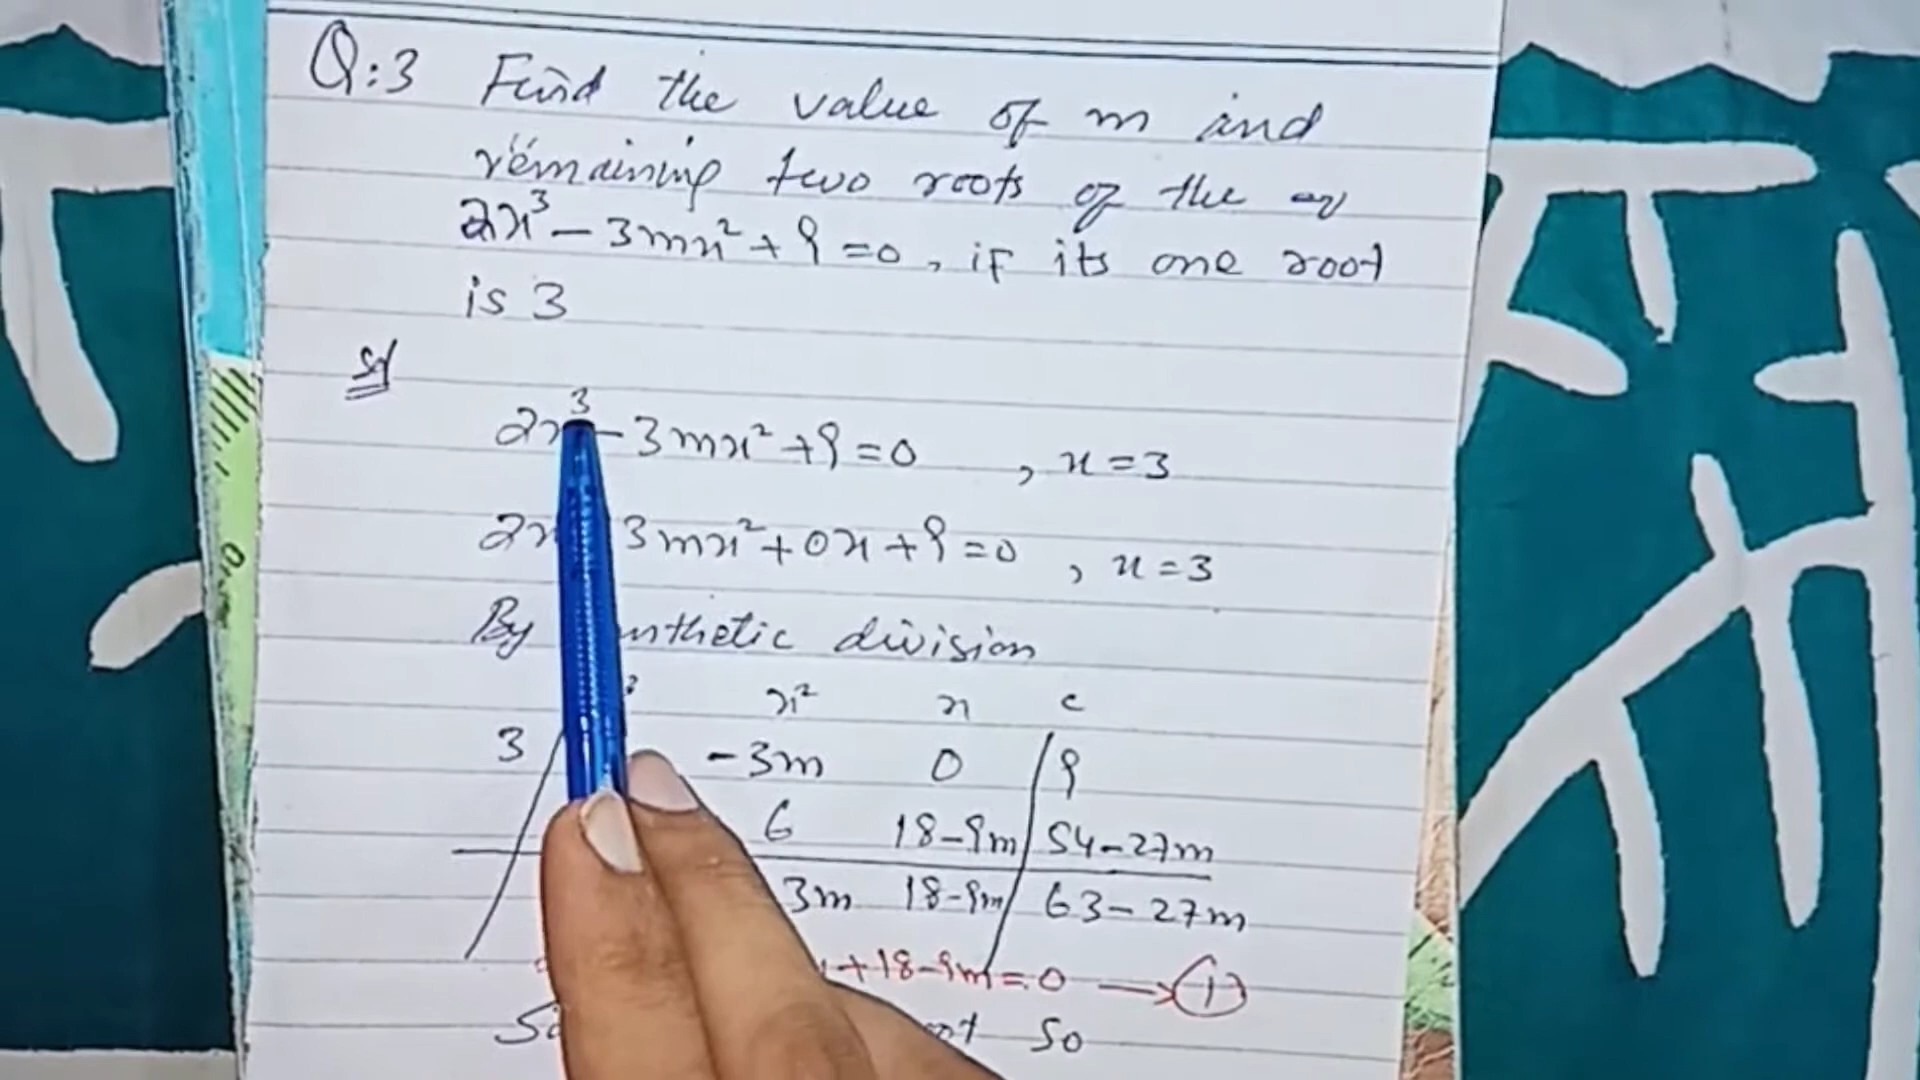 Q:3 Find the value of m and
remaining two roots of the eq
2x³ - 3mx² + 9 = 0, if its one root
is 3
Sol
2x³ - 3mx² + 9 = 0 , x = 3
2x 3mx² + 0x + 9 = 0 , x = 3
By nthetic division
x² x c
3 -3m 0 9
6 18-9m 54-27m
3m 18-9m 63-27m
+18-9m = 0 → (1)
So